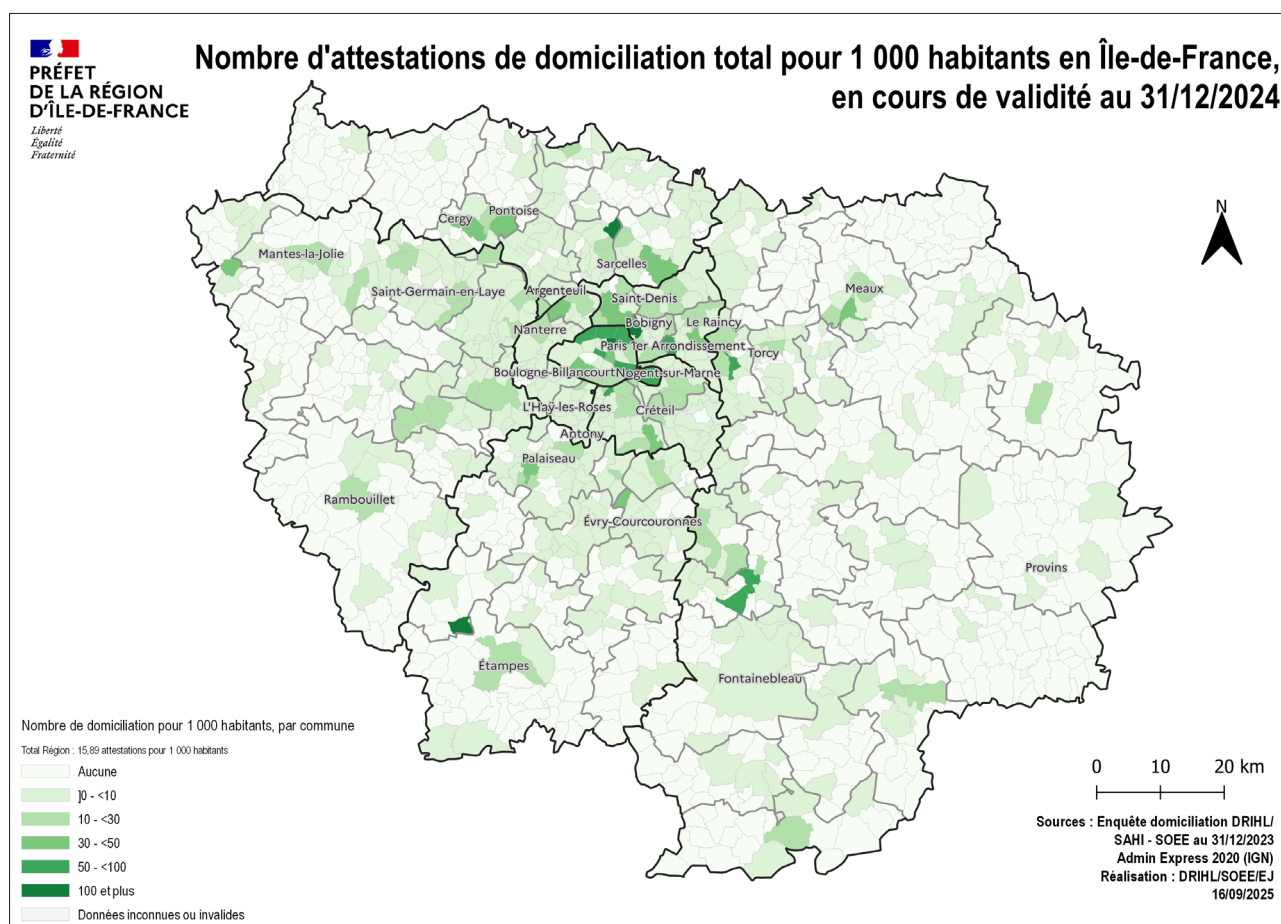 PRÉFET
DE LA RÉGION
D'ÎLE-DE-FRANCE
Liberté
Égalité
Fraternité
Nombre d'attestations de domiciliation total pour 1 000 habitants en Île-de-France,
en cours de validité au 31/12/2024
N
Cergy
Pontoise
Mantes-la-Jolie
Sarcelles
Saint-Germain-en-Laye
Argenteuil
Saint-Denis
Meaux
Nanterre
Bobigny
Le Raincy
Paris 1er Arrondissement
Torcy
Boulogne-Billancourt
Nogent-sur-Marne
L'Haÿ-les-Roses
Créteil
Antony
Palaiseau
Rambouillet
Évry-Courcouronnes
Provins
Étampes
Fontainebleau
Nombre de domiciliation pour 1 000 habitants, par commune
Total Région : 15,89 attestations pour 1 000 habitants
Aucune
]0 - <10
10 - <30
30 - <50
50 - <100
100 et plus
Données inconnues ou invalides
0 10 20 km
Sources : Enquête domiciliation DRIHL/
SAHI - SOEE au 31/12/2023
Admin Express 2020 (IGN)
Réalisation : DRIHL/SOEE/EJ
16/09/2025